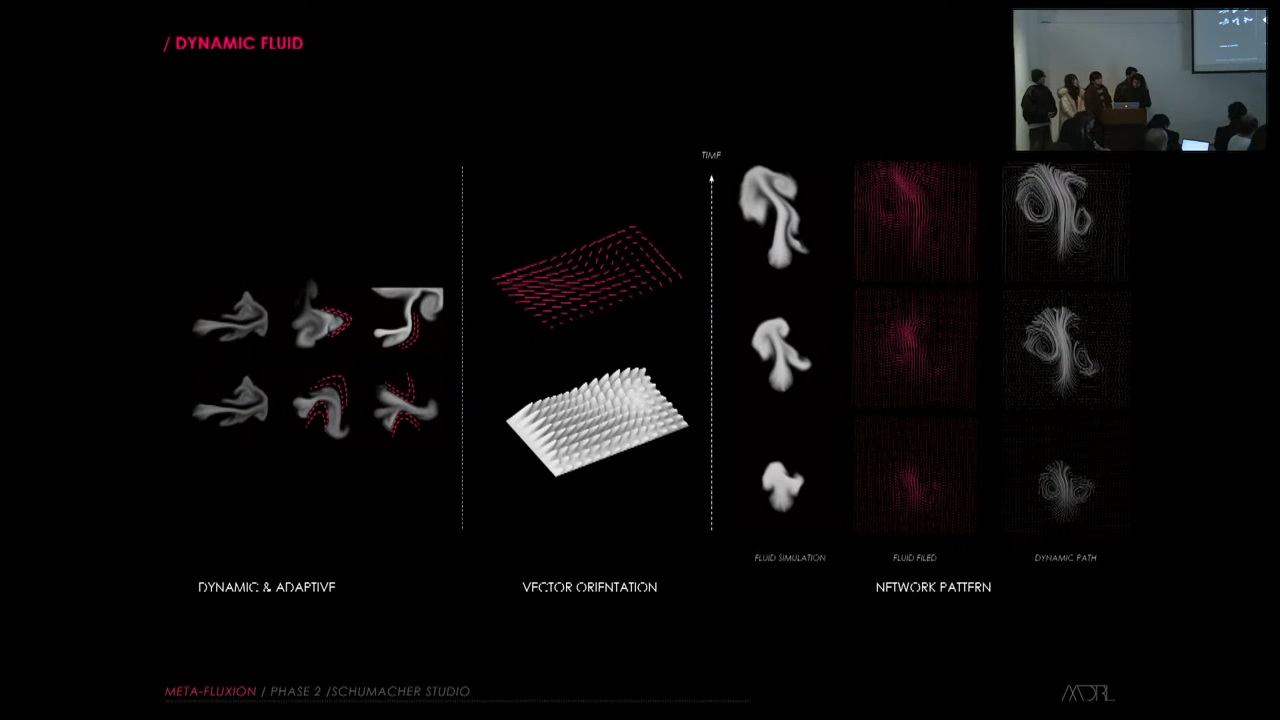 / DYNAMIC FLUID
TIME
FLUID SIMULATION
FLUID FILED
DYNAMIC PATH
DYNAMIC & ADAPTIVE
VECTOR ORIENTATION
NETWORK PATTERN
META-FLUXION / PHASE 2 /SCHUMACHER STUDIO
AADRL